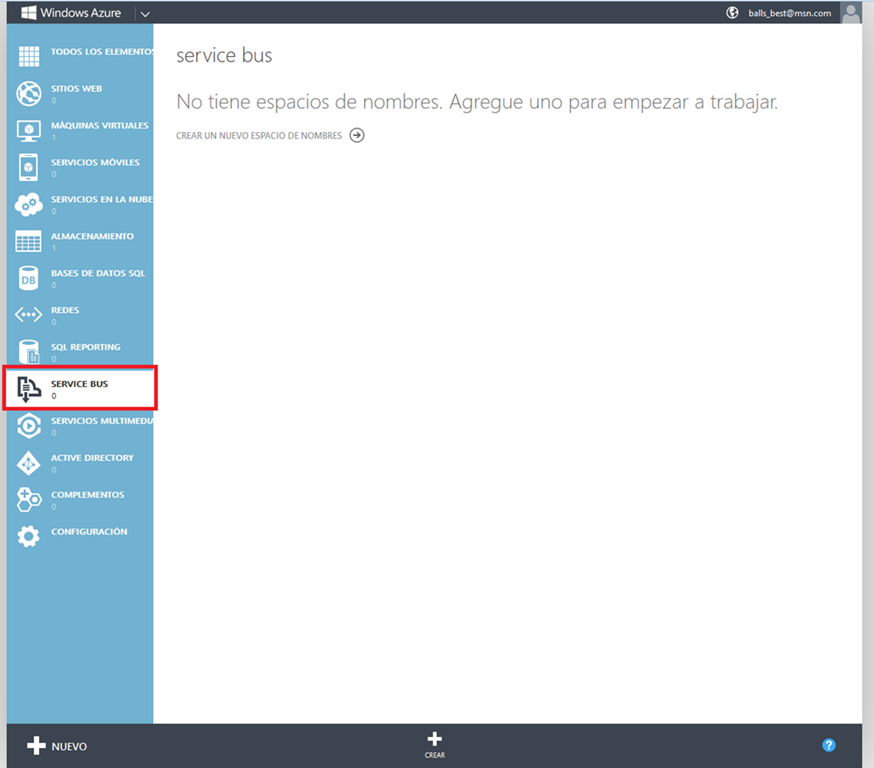 Windows Azure
balls_best@msn.com
TODOS LOS ELEMENTOS
SITIOS WEB
0
MÁQUINAS VIRTUALES
1
SERVICIOS MÓVILES
0
SERVICIOS EN LA NUBE
0
ALMACENAMIENTO
1
DB
BASES DE DATOS SQL
0
REDES
0
SQL REPORTING
0
SERVICE BUS
0
SERVICIOS MULTIMEDIA
0
ACTIVE DIRECTORY
0
COMPLEMENTOS
0
CONFIGURACIÓN
service bus
No tiene espacios de nombres. Agregue uno para empezar a trabajar.
CREAR UN NUEVO ESPACIO DE NOMBRES
NUEVO
CREAR
?